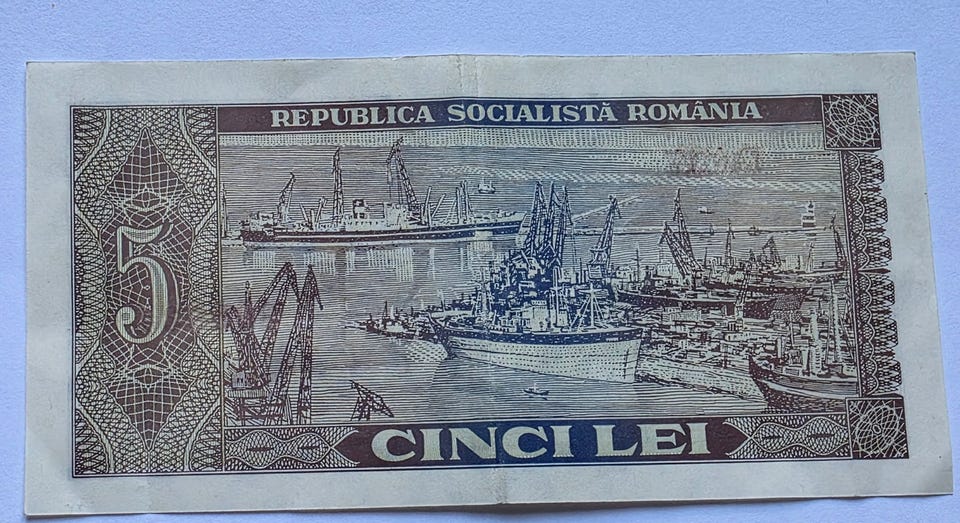 REPUBLICA SOCIALISTĂ ROMÂNIA
5
CINCI LEI